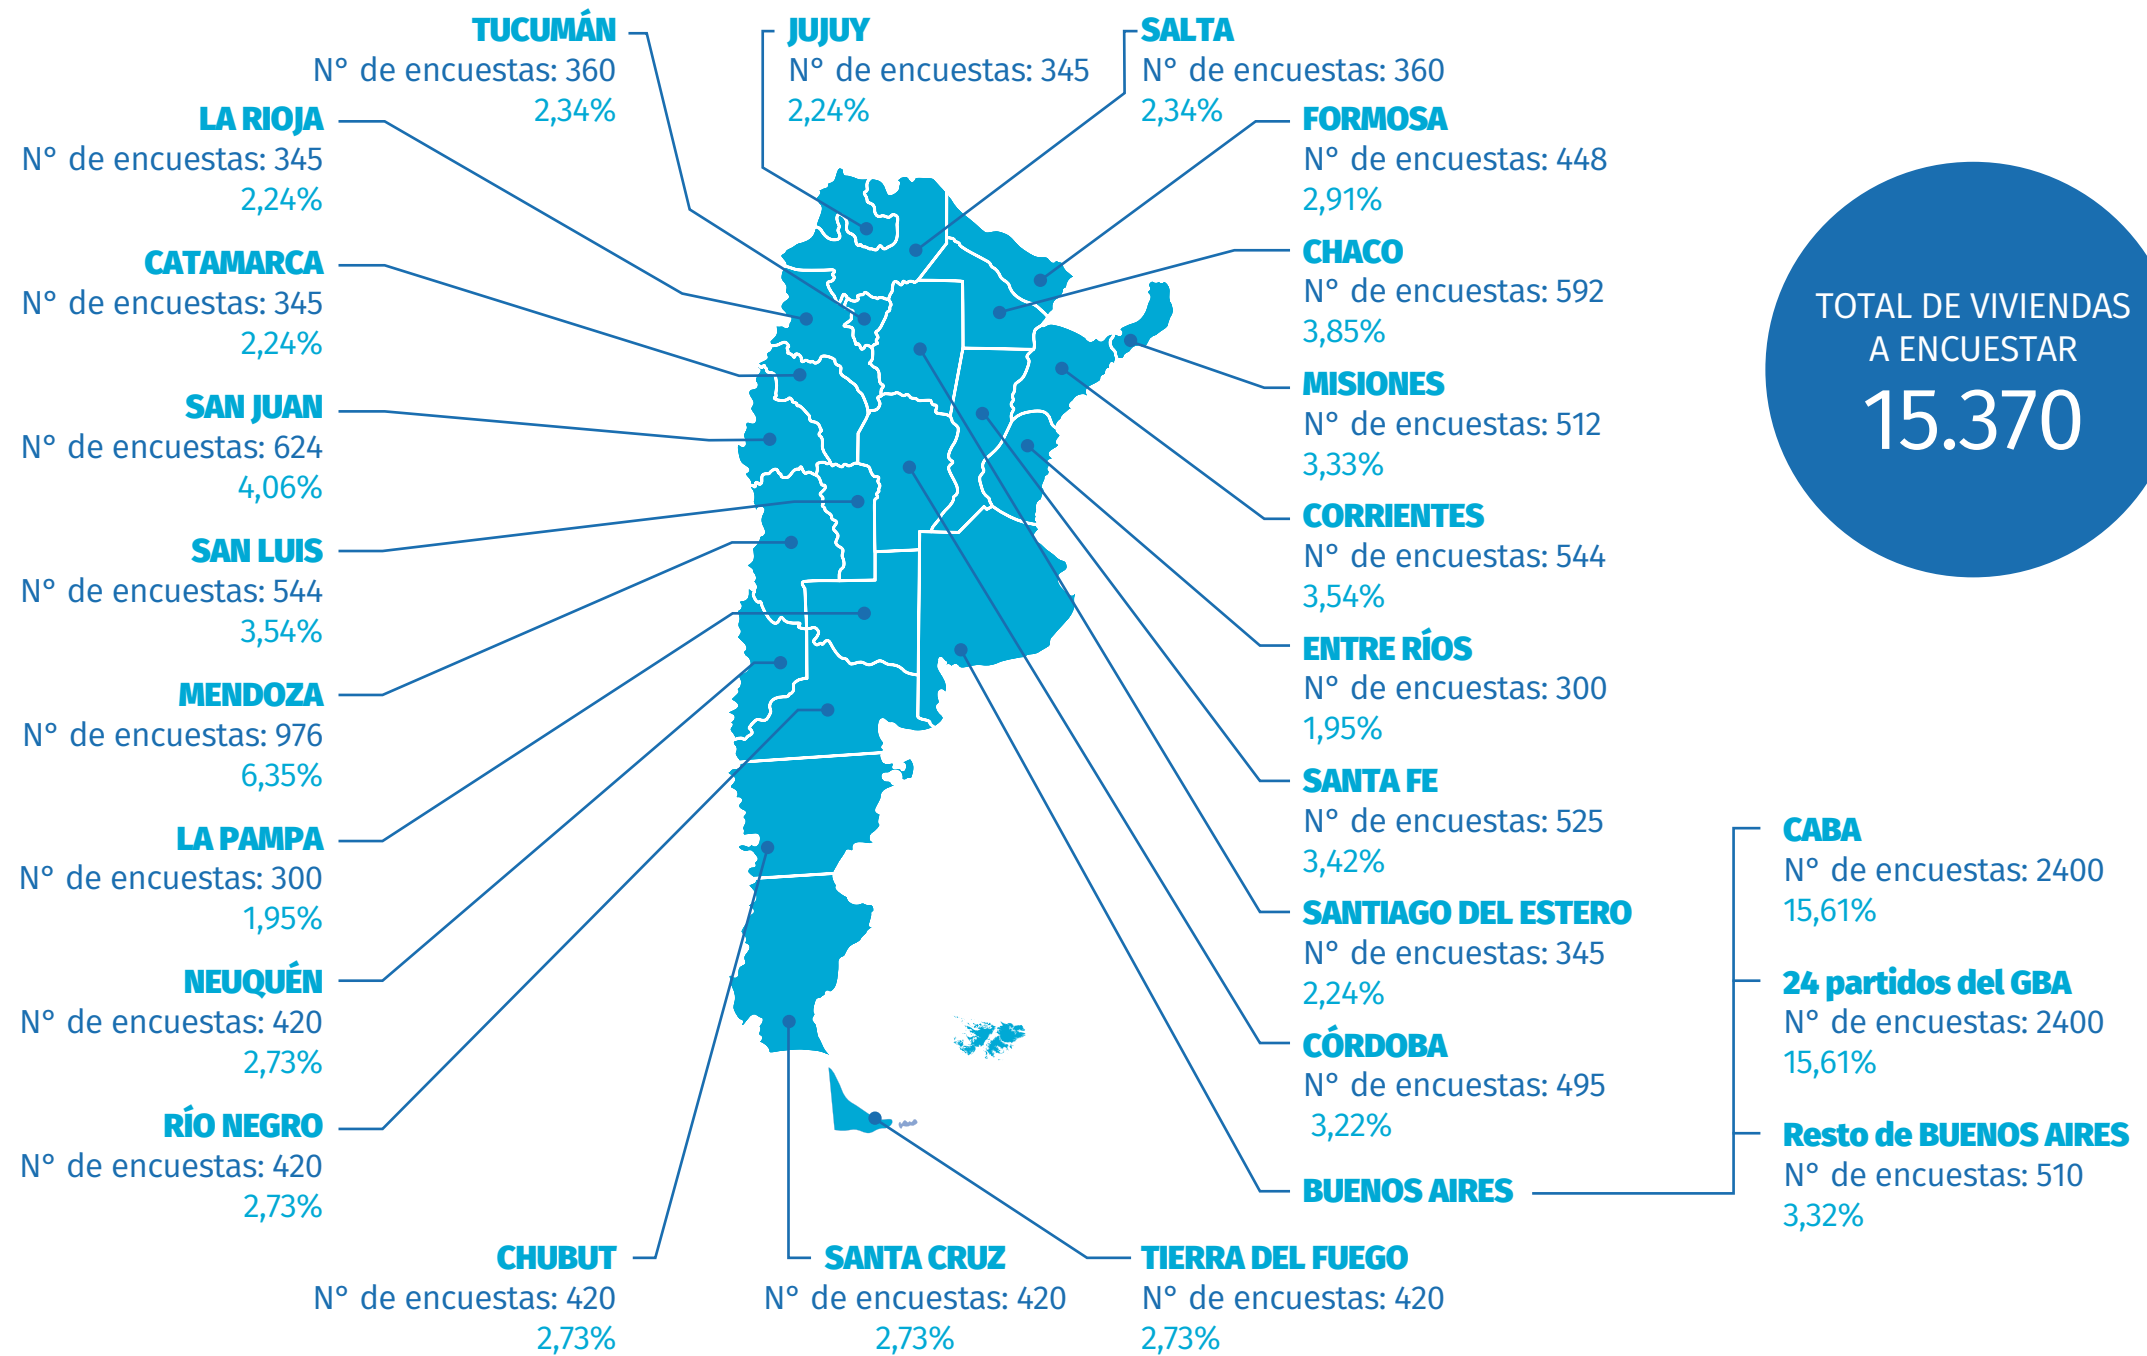 TUCUMÁN
N° de encuestas: 360
2,34%
JUJUY
N° de encuestas: 345
2,24%
SALTA
N° de encuestas: 360
2,34%
LA RIOJA
N° de encuestas: 345
2,24%
CATAMARCA
N° de encuestas: 345
2,24%
SAN JUAN
N° de encuestas: 624
4,06%
SAN LUIS
N° de encuestas: 544
3,54%
MENDOZA
N° de encuestas: 976
6,35%
LA PAMPA
N° de encuestas: 300
1,95%
NEUQUÉN
N° de encuestas: 420
2,73%
RÍO NEGRO
N° de encuestas: 420
2,73%
CHUBUT
N° de encuestas: 420
2,73%
SANTA CRUZ
N° de encuestas: 420
2,73%
TIERRA DEL FUEGO
N° de encuestas: 420
2,73%
FORMOSA
N° de encuestas: 448
2,91%
CHACO
N° de encuestas: 592
3,85%
MISIONES
N° de encuestas: 512
3,33%
CORRIENTES
N° de encuestas: 544
3,54%
ENTRE RÍOS
N° de encuestas: 300
1,95%
SANTA FE
N° de encuestas: 525
3,42%
SANTIAGO DEL ESTERO
N° de encuestas: 345
2,24%
CÓRDOBA
N° de encuestas: 495
3,22%
BUENOS AIRES
CABA
N° de encuestas: 2400
15,61%
24 partidos del GBA
N° de encuestas: 2400
15,61%
Resto de BUENOS AIRES
N° de encuestas: 510
3,32%
TOTAL DE VIVIENDAS
A ENCUESTAR
15.370